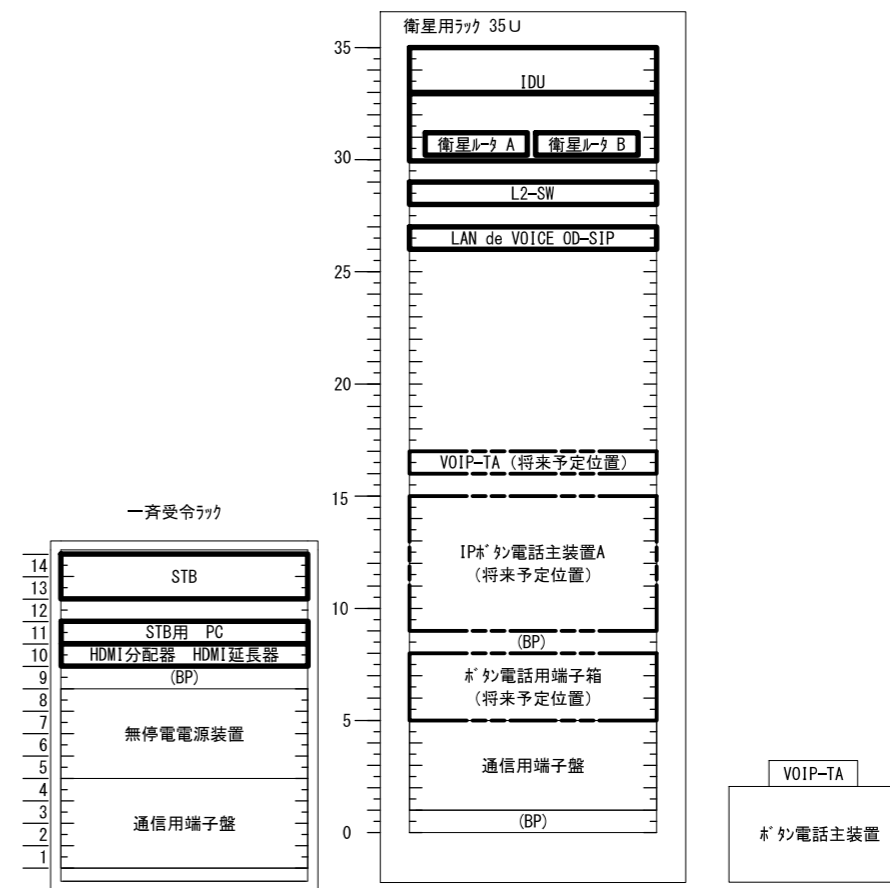 衛星用ﾗｯｸ 35U
35
IDU
衛星ﾙｰﾀ A
衛星ﾙｰﾀ B
30
L2-SW
LAN de VOICE OD-SIP
25
20
VOIP-TA (将来予定位置)
15
IPﾎﾞﾀﾝ電話主装置A
(将来予定位置)
10
(BP)
ﾎﾞﾀﾝ電話用端子箱
(将来予定位置)
5
通信用端子盤
(BP)
0
一斉受令ﾗｯｸ
14
STB
13
12
11
STB用 PC
10
HDMI分配器 HDMI延長器
9
(BP)
8
7
無停電電源装置
6
5
4
3
通信用端子盤
2
1
VOIP-TA
ﾎﾞﾀﾝ電話主装置